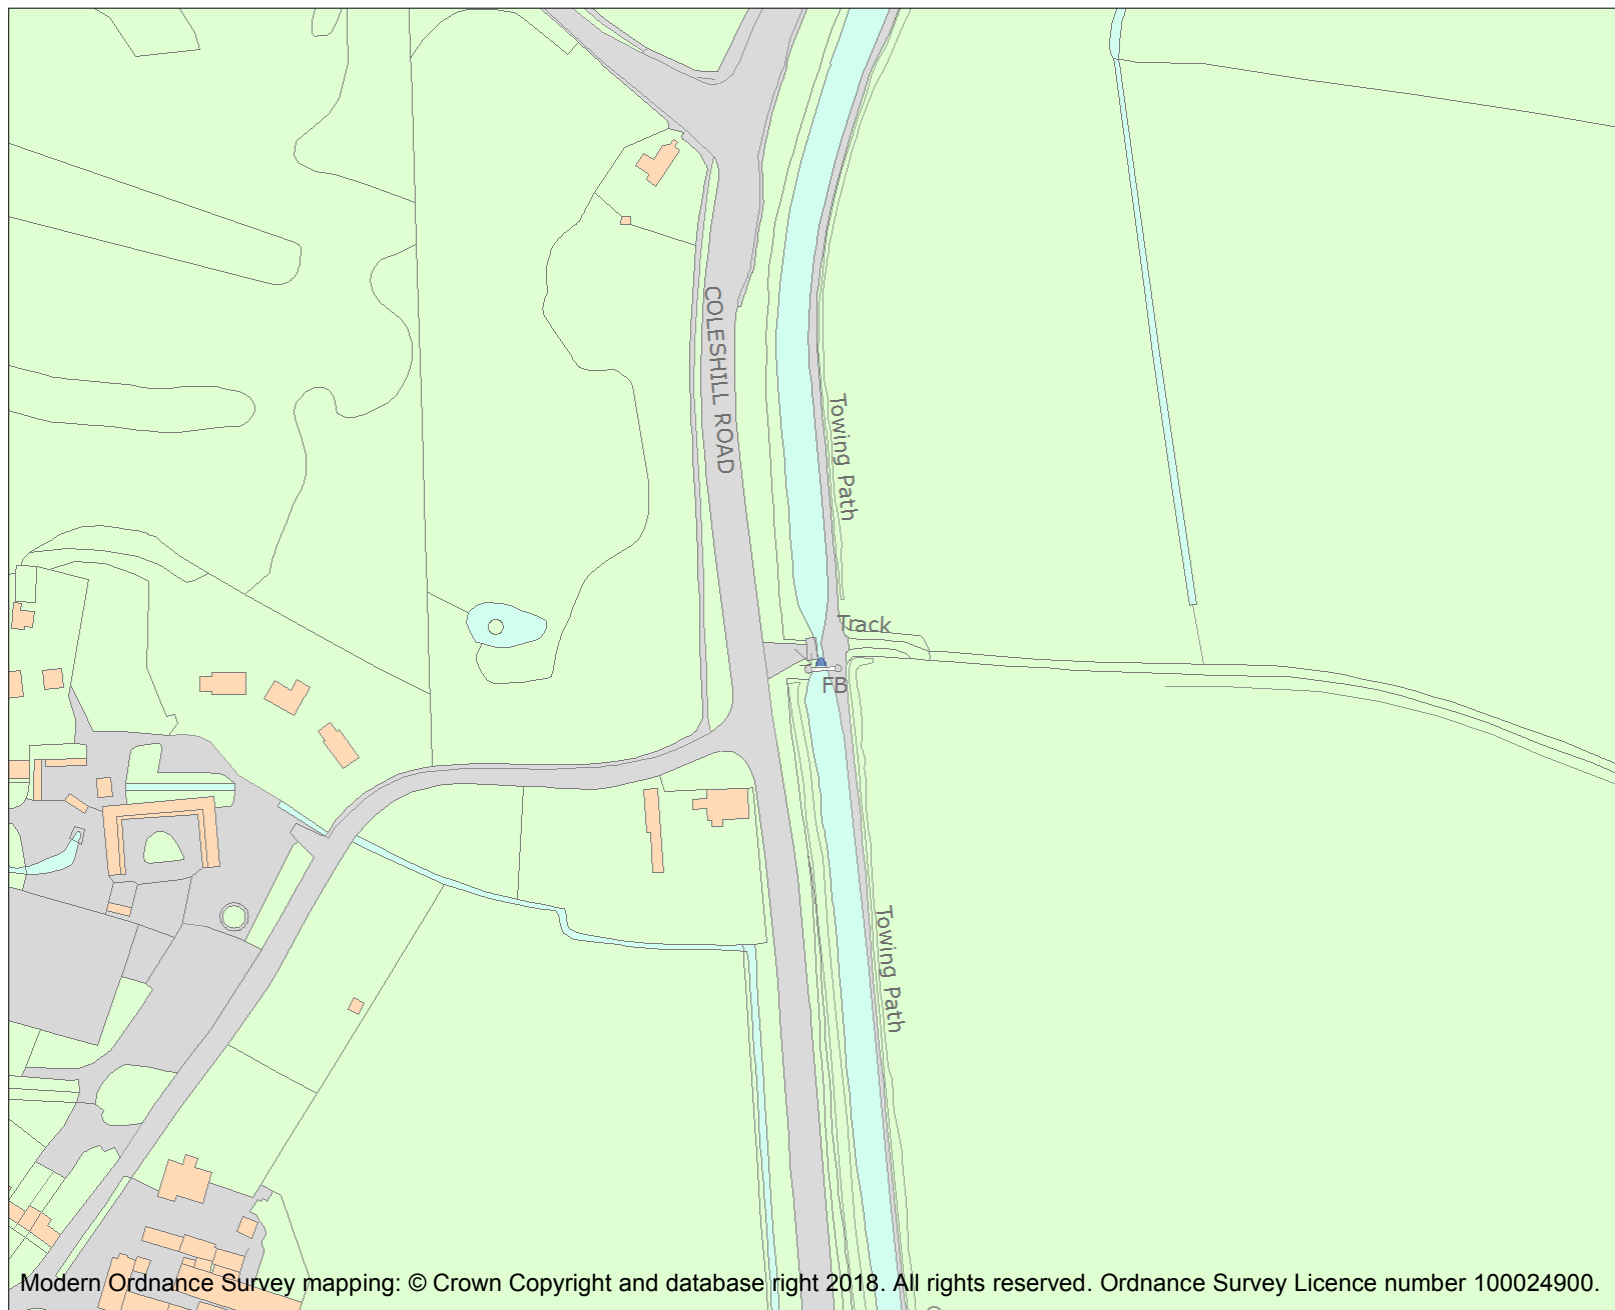 COLESHILL ROAD
Towing Path
Track
FB
Towing Path
Modern Ordnance Survey mapping: © Crown Copyright and database right 2018. All rights reserved. Ordnance Survey Licence number 100024900.